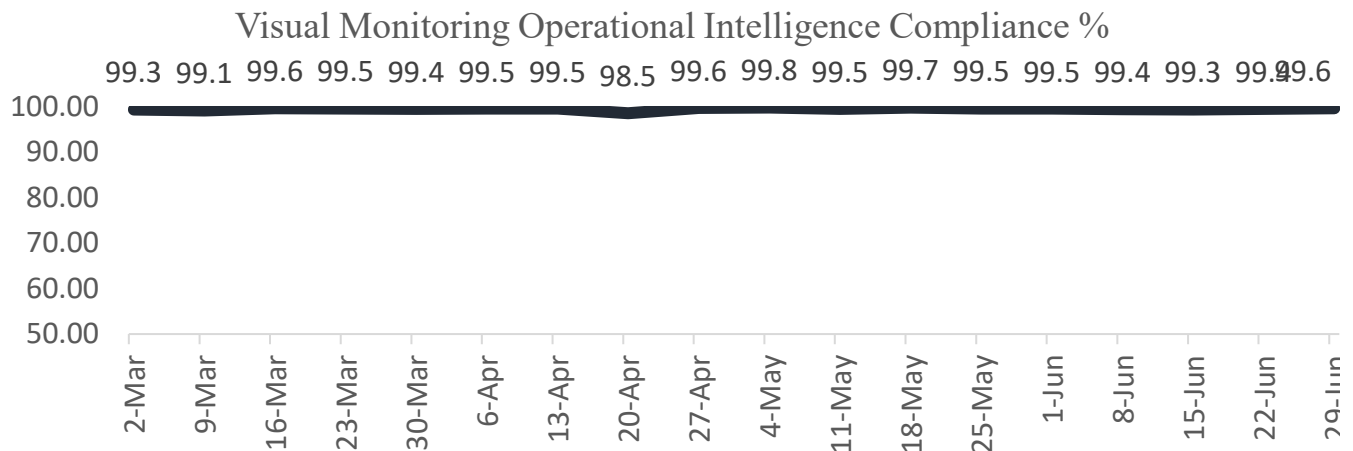 Visual Monitoring Operational Intelligence Compliance %
99.3 99.1 99.6 99.5 99.4 99.5 99.5 98.5 99.6 99.8 99.5 99.7 99.5 99.5 99.4 99.3 99.4 99.6
100.00
90.00
80.00
70.00
60.00
50.00
2-Mar
9-Mar
16-Mar
23-Mar
30-Mar
6-Apr
13-Apr
20-Apr
27-Apr
4-May
11-May
18-May
25-May
1-Jun
8-Jun
15-Jun
22-Jun
29-Jun